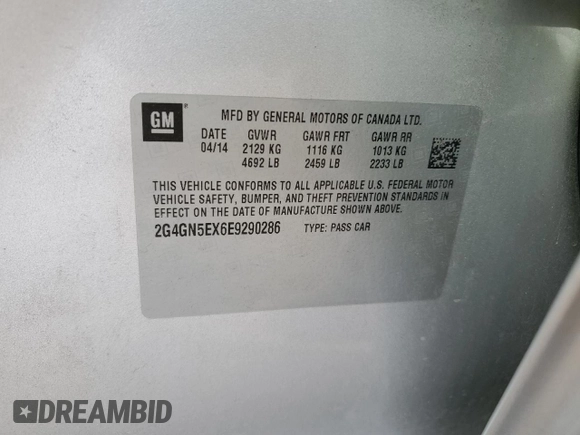 GM
MFD BY GENERAL MOTORS OF CANADA LTD.
DATE GVWR GAWR FRT GAWR RR
04/14 2129 KG 1116 KG 1013 KG
4692 LB 2459 LB 2233 LB
THIS VEHICLE CONFORMS TO ALL APPLICABLE U.S. FEDERAL MOTOR
VEHICLE SAFETY, BUMPER, AND THEFT PREVENTION STANDARDS IN
EFFECT ON THE DATE OF MANUFACTURE SHOWN ABOVE.
2G4GN5EX6E9290286 TYPE: PASS CAR
DREAMBID